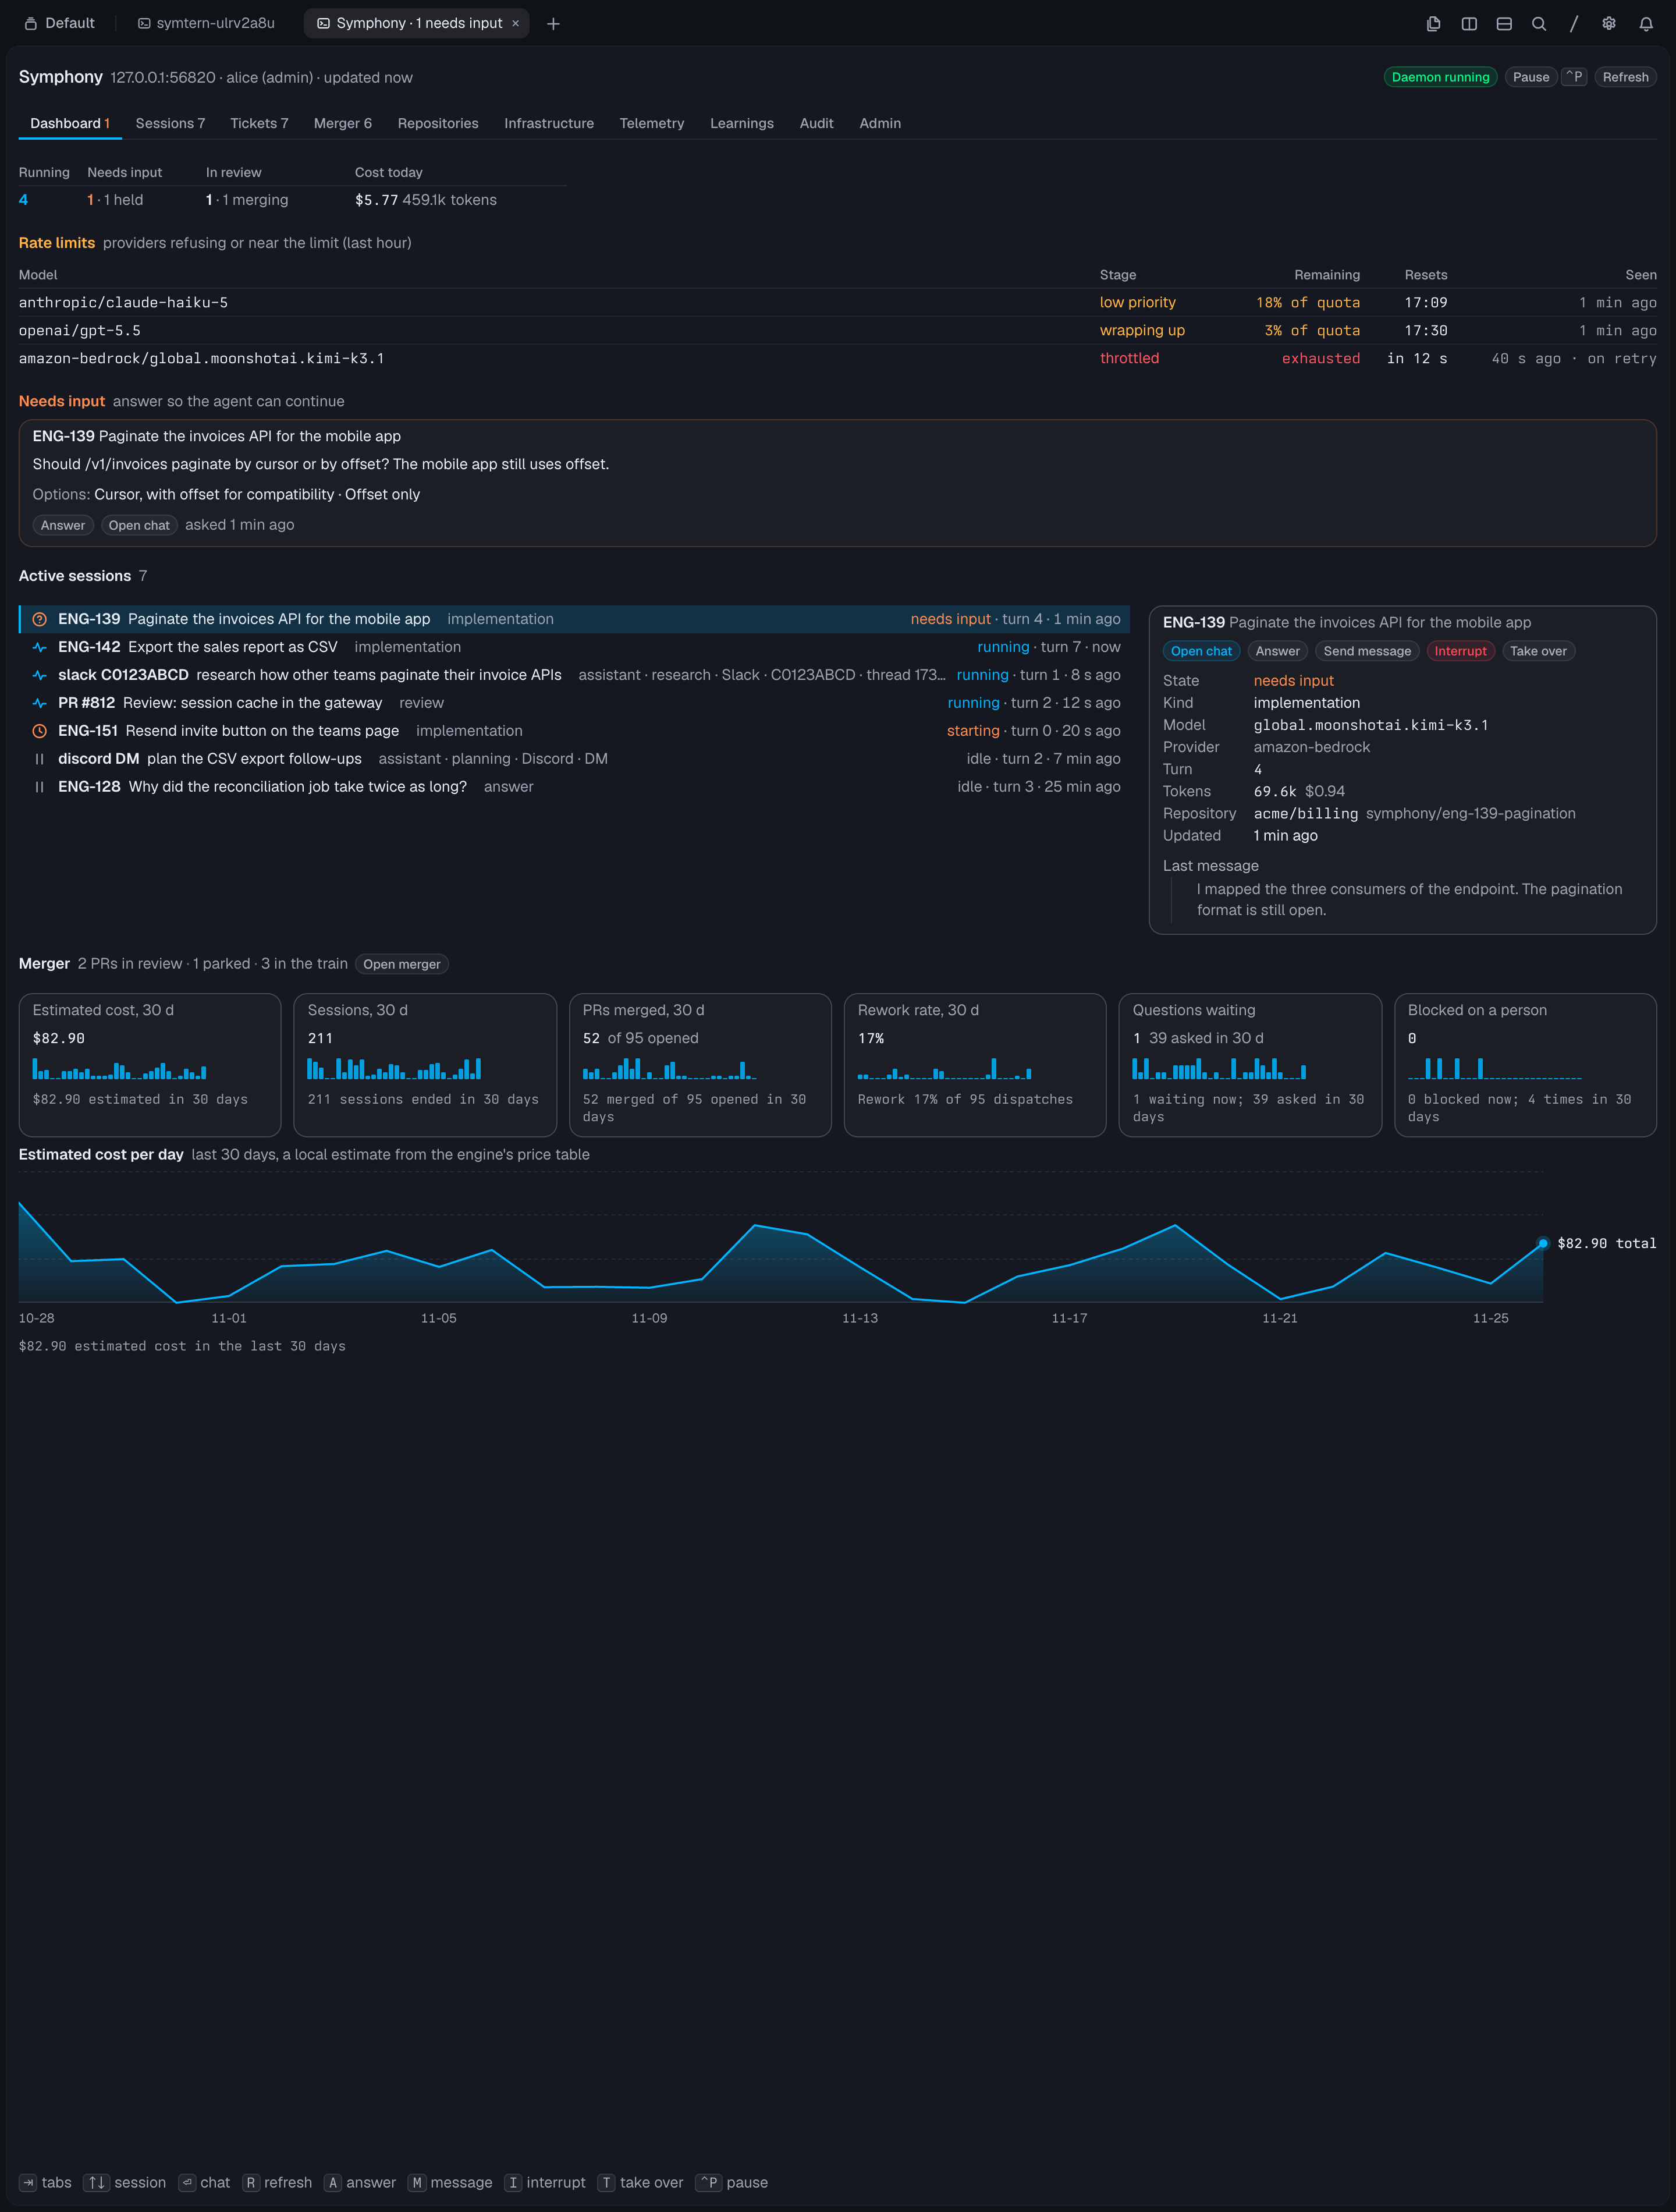 Default symtern-ulrv2a8u Symphony · 1 needs input ×
Symphony 127.0.0.1:56820 · alice (admin) · updated now Daemon running Pause ^P Refresh
Dashboard 1 Sessions 7 Tickets 7 Merger 6 Repositories Infrastructure Telemetry Learnings Audit Admin
Running Needs input In review Cost today
4 1 · 1 held 1 · 1 merging $5.77 459.1k tokens
Rate limits providers refusing or near the limit (last hour)
Model Stage Remaining Resets Seen
anthropic/claude-haiku-5 low priority 18% of quota 17:09 1 min ago
openai/gpt-5.5 wrapping up 3% of quota 17:30 1 min ago
amazon-bedrock/global.moonshotai.kimi-k3.1 throttled exhausted in 12 s 40 s ago · on retry
Needs input answer so the agent can continue
ENG-139 Paginate the invoices API for the mobile app
Should /v1/invoices paginate by cursor or by offset? The mobile app still uses offset.
Options: Cursor, with offset for compatibility · Offset only
Answer Open chat asked 1 min ago
Active sessions 7
ENG-139 Paginate the invoices API for the mobile app implementation needs input · turn 4 · 1 min ago
ENG-142 Export the sales report as CSV implementation running · turn 7 · now
slack C0123ABCD research how other teams paginate their invoice APIs assistant · research · Slack · C0123ABCD · thread 173… running · turn 1 · 8 s ago
PR #812 Review: session cache in the gateway review running · turn 2 · 12 s ago
ENG-151 Resend invite button on the teams page implementation starting · turn 0 · 20 s ago
discord DM plan the CSV export follow-ups assistant · planning · Discord · DM idle · turn 2 · 7 min ago
ENG-128 Why did the reconciliation job take twice as long? answer idle · turn 3 · 25 min ago
ENG-139 Paginate the invoices API for the mobile app
Open chat Answer Send message Interrupt Take over
State needs input
Kind implementation
Model global.moonshotai.kimi-k3.1
Provider amazon-bedrock
Turn 4
Tokens 69.6k $0.94
Repository acme/billing symphony/eng-139-pagination
Updated 1 min ago
Last message
I mapped the three consumers of the endpoint. The pagination
format is still open.
Merger 2 PRs in review · 1 parked · 3 in the train Open merger
Estimated cost, 30 d
$82.90
$82.90 estimated in 30 days
Sessions, 30 d
211
211 sessions ended in 30 days
PRs merged, 30 d
52 of 95 opened
52 merged of 95 opened in 30
days
Rework rate, 30 d
17%
Rework 17% of 95 dispatches
Questions waiting
1 39 asked in 30 d
1 waiting now; 39 asked in 30
days
Blocked on a person
0
0 blocked now; 4 times in 30
days
Estimated cost per day last 30 days, a local estimate from the engine's price table
$82.90 total
10-28 11-01 11-05 11-09 11-13 11-17 11-21 11-25
$82.90 estimated cost in the last 30 days
⇥ tabs ↑↓ session ⏎ chat R refresh A answer M message I interrupt T take over ^P pause